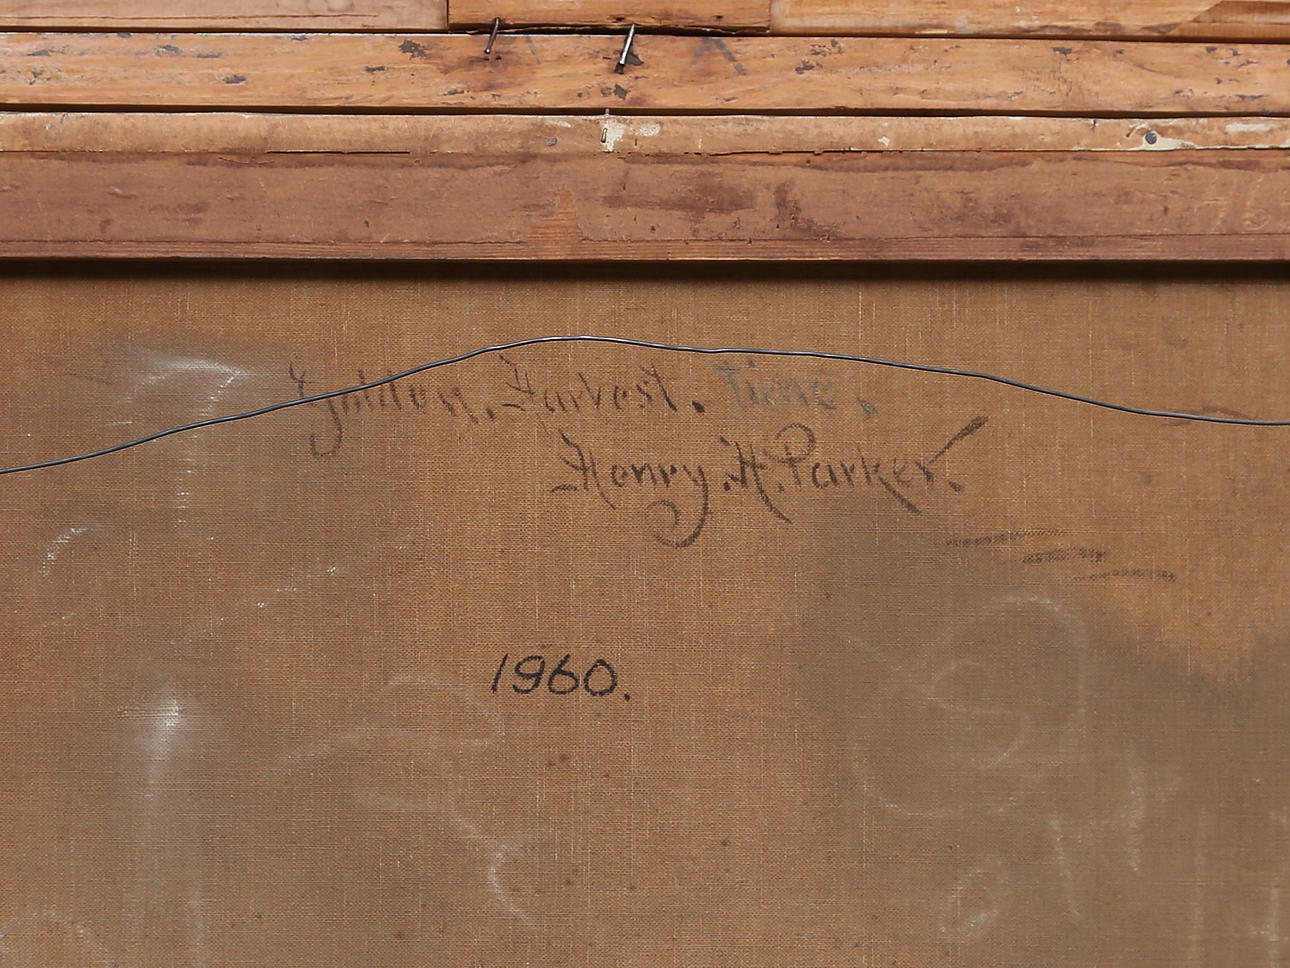 Golden. Harvest. Time.
Henry. H. Parker.
1960.